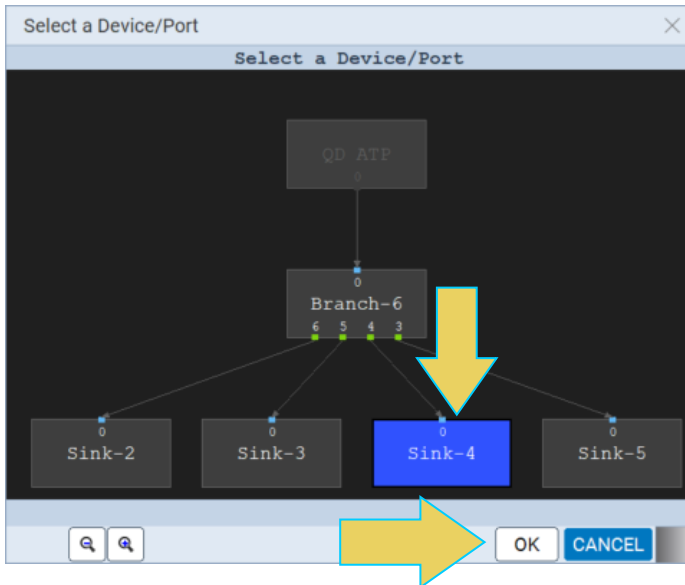 Select a Device/Port
Select a Device/Port
QD ATP
0
0
Branch-6
6 5 4 3
0 0 0 0
Sink-2 Sink-3 Sink-4 Sink-5
OK CANCEL